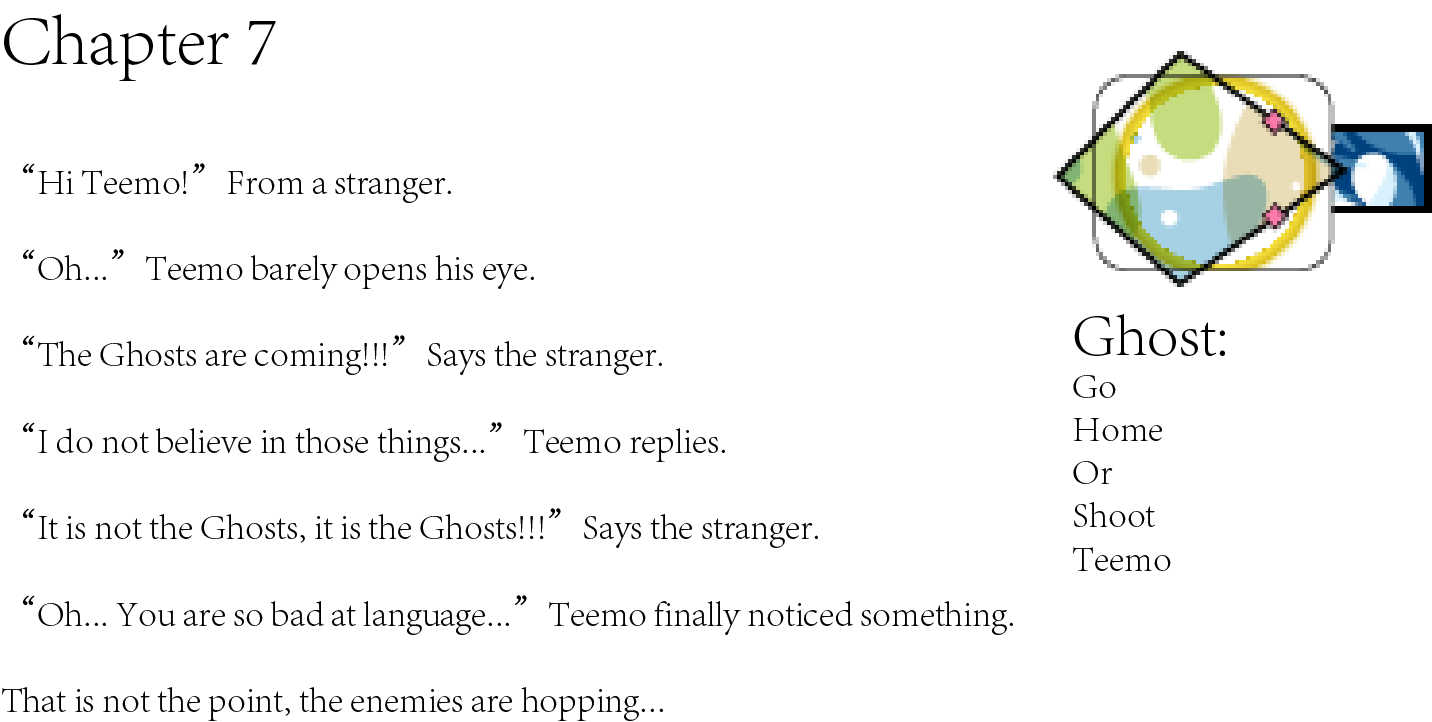 Chapter 7
“Hi Teemo!” From a stranger.
“Oh...” Teemo barely opens his eye.
“The Ghosts are coming!!!” Says the stranger.
“I do not believe in those things...” Teemo replies.
“It is not the Ghosts, it is the Ghosts!!!” Says the stranger.
“Oh... You are so bad at language...” Teemo finally noticed something.
That is not the point, the enemies are hopping...
Ghost:
Go
Home
Or
Shoot
Teemo